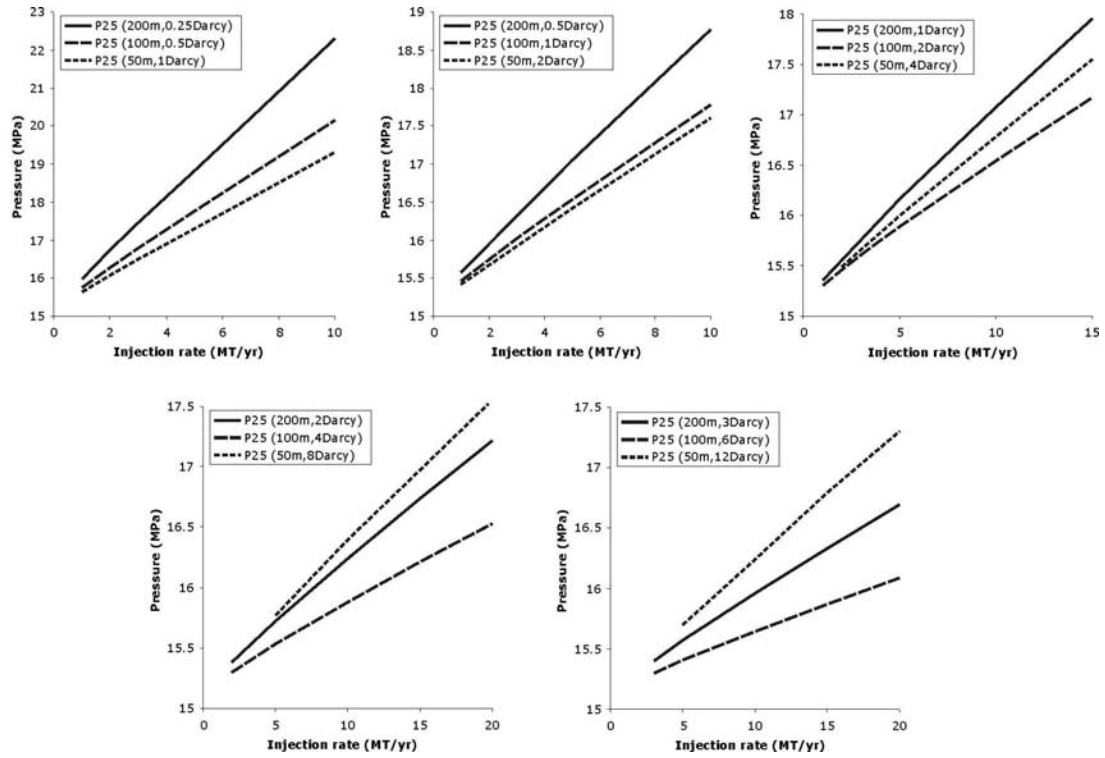 23
22
21
20
19
18
17
16
15
P25 (200m,0.25Darcy)
P25 (100m,0.5Darcy)
P25 (50m,1Darcy)
Pressure (MPa)
0 2 4 6 8 10
Injection rate (MT/yr)
19
18.5
18
17.5
17
16.5
16
15.5
15
P25 (200m,0.5Darcy)
P25 (100m,1Darcy)
P25 (50m,2Darcy)
Pressure (MPa)
0 2 4 6 8 10
Injection rate (MT/yr)
18
17.5
17
16.5
16
15.5
15
P25 (200m,1Darcy)
P25 (100m,2Darcy)
P25 (50m,4Darcy)
Pressure (MPa)
0 5 10 15
Injection rate (MT/yr)
17.5
17
16.5
16
15.5
15
P25 (200m,2Darcy)
P25 (100m,4Darcy)
P25 (50m,8Darcy)
Pressure (MPa)
0 5 10 15 20
Injection rate (MT/yr)
17.5
17
16.5
16
15.5
15
P25 (200m,3Darcy)
P25 (100m,6Darcy)
P25 (50m,12Darcy)
Pressure (MPa)
0 5 10 15 20
Injection rate (MT/yr)